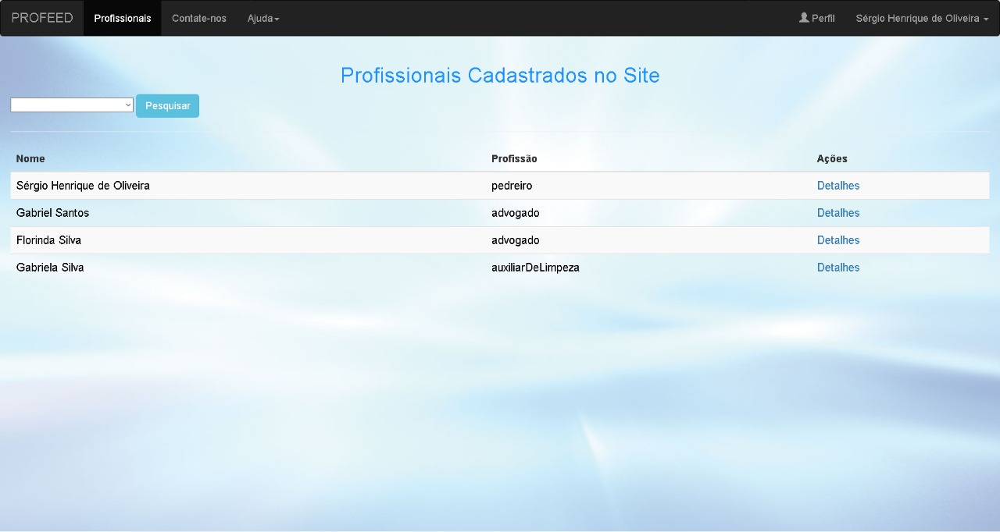 PROFEED Profissionais Contate-nos Ajuda Perfil Sérgio Henrique de Oliveira
Profissionais Cadastrados no Site
Pesquisar
Nome Profissão Ações
Sérgio Henrique de Oliveira pedreiro Detalhes
Gabriel Santos advogado Detalhes
Florinda Silva advogado Detalhes
Gabriela Silva auxiliarDeLimpeza Detalhes